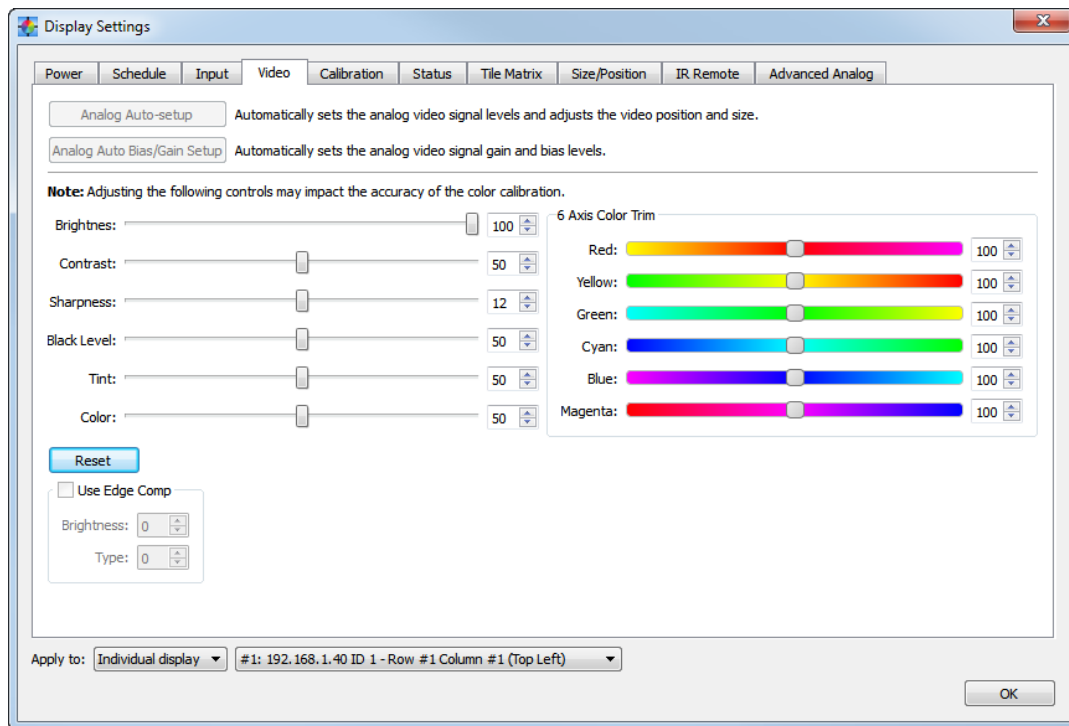 Display Settings
Power Schedule Input Video Calibration Status Tile Matrix Size/Position IR Remote Advanced Analog
Analog Auto-setup Automatically sets the analog video signal levels and adjusts the video position and size.
Analog Auto Bias/Gain Setup Automatically sets the analog video signal gain and bias levels.
Note: Adjusting the following controls may impact the accuracy of the color calibration.
Brightnes: 100
Contrast: 50
Sharpness: 12
Black Level: 50
Tint: 50
Color: 50
6 Axis Color Trim
Red: 100
Yellow: 100
Green: 100
Cyan: 100
Blue: 100
Magenta: 100
Reset
Use Edge Comp
Brightness: 0
Type: 0
Apply to: Individual display #1: 192.168.1.40 ID 1 - Row #1 Column #1 (Top Left)
OK